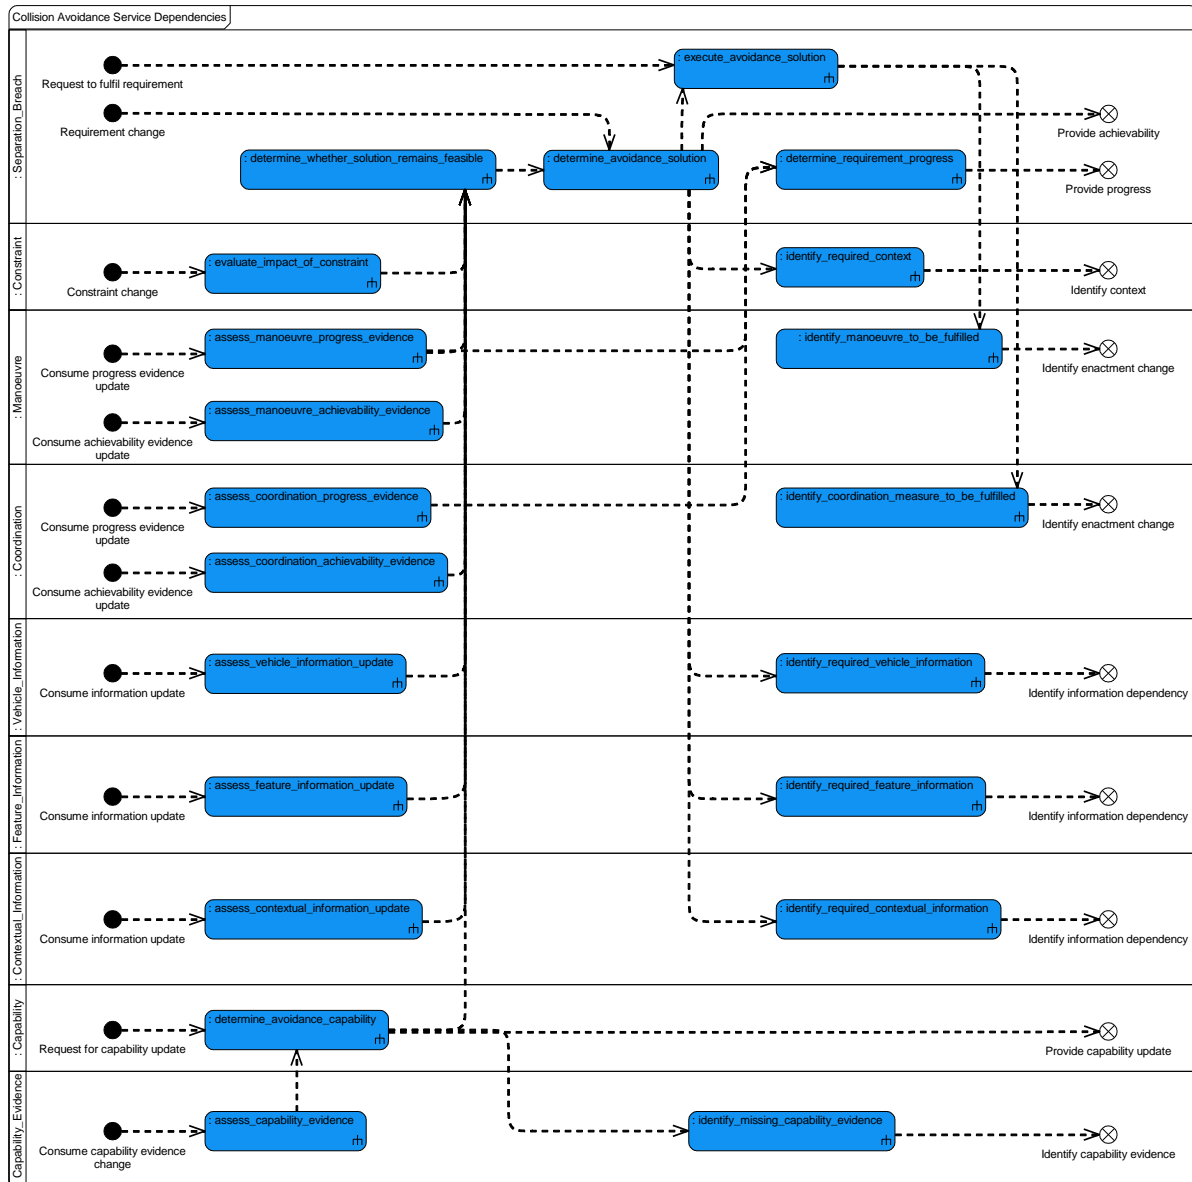 Collision Avoidance Service Dependencies
: Separation_Breach
Request to fulfil requirement
: execute_avoidance_solution
Requirement change
Provide achievability
: determine_whether_solution_remains_feasible
: determine_avoidance_solution
: determine_requirement_progress
Provide progress
: Constraint
Constraint change
: evaluate_impact_of_constraint
: identify_required_context
Identify context
: Manoeuvre
Consume progress evidence
update
: assess_manoeuvre_progress_evidence
: identify_manoeuvre_to_be_fulfilled
Identify enactment change
Consume achievability evidence
update
: assess_manoeuvre_achievability_evidence
: Coordination
Consume progress evidence
update
: assess_coordination_progress_evidence
: identify_coordination_measure_to_be_fulfilled
Identify enactment change
Consume achievability evidence
update
: assess_coordination_achievability_evidence
: Vehicle_Information
Consume information update
: assess_vehicle_information_update
: identify_required_vehicle_information
Identify information dependency
: Feature_Information
Consume information update
: assess_feature_information_update
: identify_required_feature_information
Identify information dependency
: Contextual_Information
Consume information update
: assess_contextual_information_update
: identify_required_contextual_information
Identify information dependency
: Capability
Request for capability update
: determine_avoidance_capability
Provide capability update
Capability_Evidence
Consume capability evidence
change
: assess_capability_evidence
: identify_missing_capability_evidence
Identify capability evidence